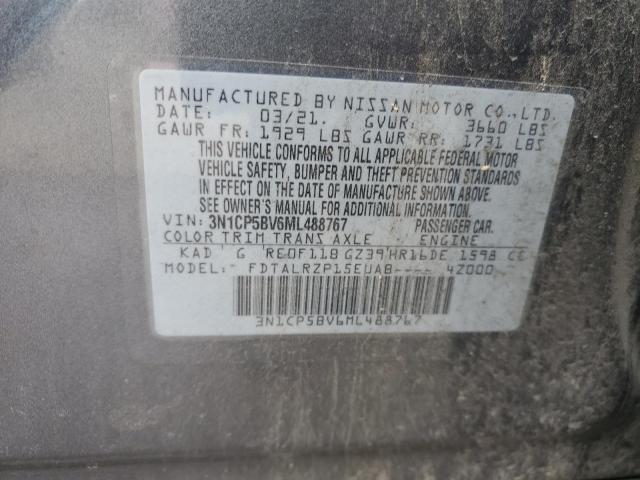 MANUFACTURED BY NISSAN MOTOR CO., LTD.
DATE: 03/21. GVWR: 3660 LBS
GAWR FR: 1929 LBS GAWR RR: 1731 LBS
THIS VEHICLE CONFORMS TO ALL APPLICABLE FEDERAL MOTOR
VEHICLE SAFETY, BUMPER AND THEFT PREVENTION STANDARDS
IN EFFECT ON THE DATE OF MANUFACTURE SHOWN ABOVE.
SEE OWNER'S MANUAL FOR ADDITIONAL INFORMATION.
VIN: 3N1CP5BV6ML488767 PASSENGER CAR.
COLOR TRIM TRANS AXLE - ENGINE
KAD G RE0F11B GZ39 HR16DE 1598 CC
MODEL: FDTALRZP15EUAB---- 4Z000
3N1CP5BV6ML488767